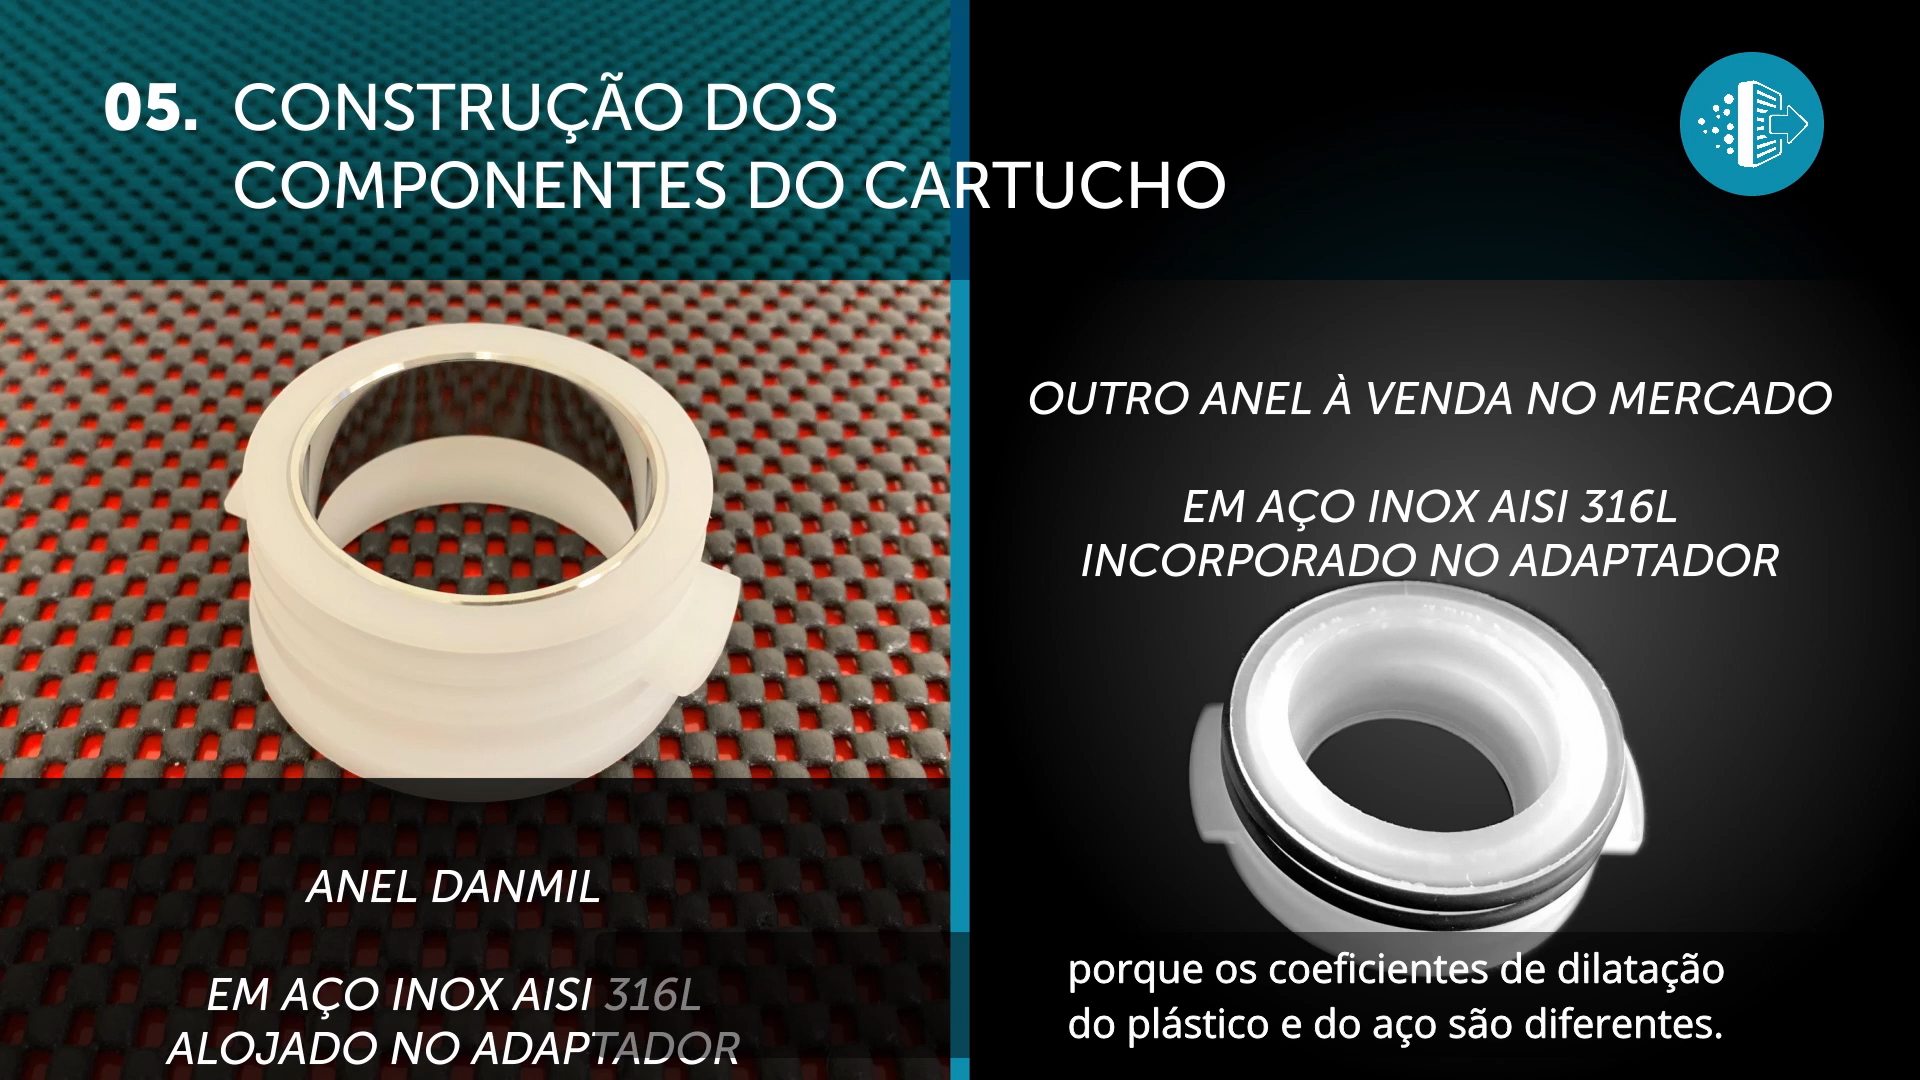 05. CONSTRUÇÃO DOS
COMPONENTES DO CARTUCHO
ANEL DANMIL
EM AÇO INOX AISI 316L
ALOJADO NO ADAPTADOR
OUTRO ANEL À VENDA NO MERCADO
EM AÇO INOX AISI 316L
INCORPORADO NO ADAPTADOR
porque os coeficientes de dilatação
do plástico e do aço são diferentes.